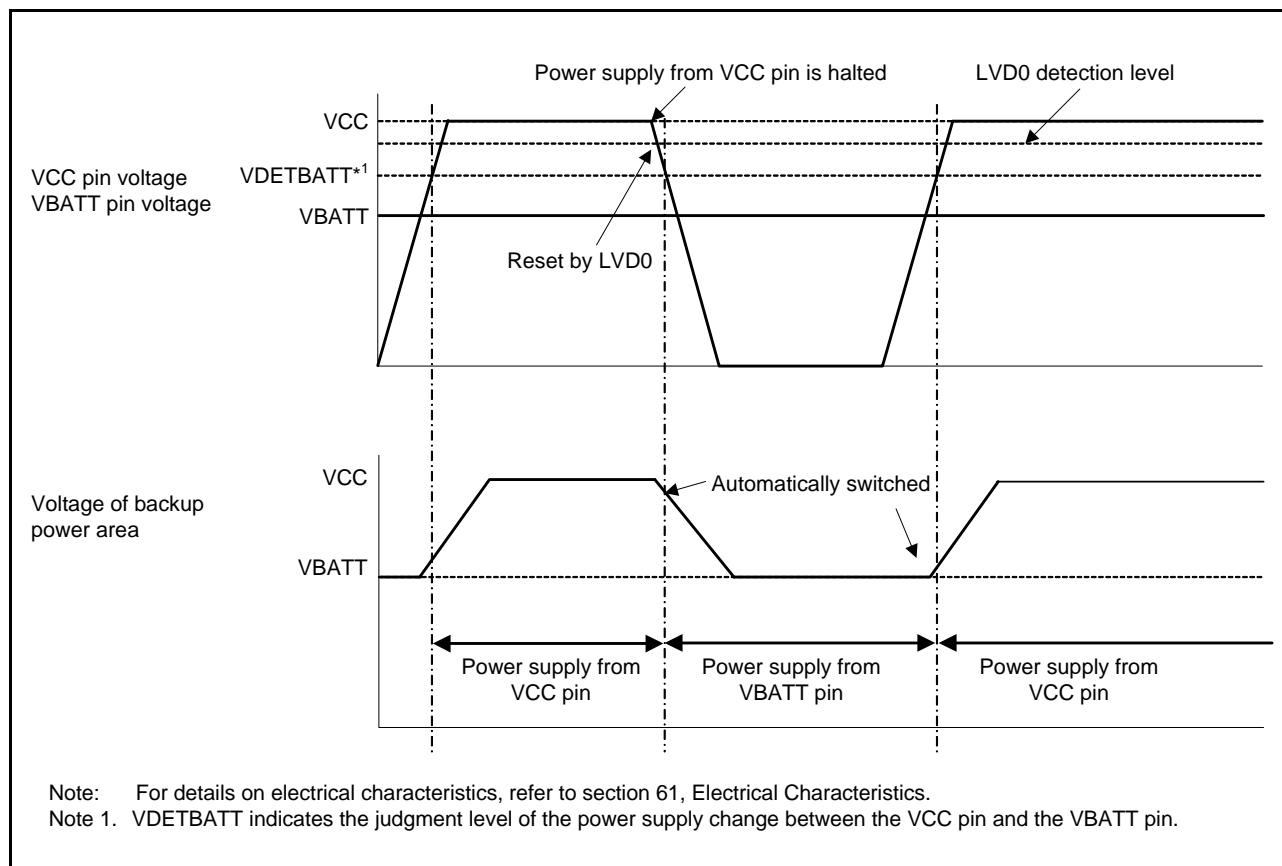 Power supply from VCC pin is halted
LVD0 detection level
VCC
VDETBATT*1
VBATT
VCC pin voltage
VBATT pin voltage
Reset by LVD0
VCC
Automatically switched
Voltage of backup
power area
VBATT
Power supply from
VCC pin
Power supply from
VBATT pin
Power supply from
VCC pin
Note: For details on electrical characteristics, refer to section 61, Electrical Characteristics.
Note 1. VDETBATT indicates the judgment level of the power supply change between the VCC pin and the VBATT pin.